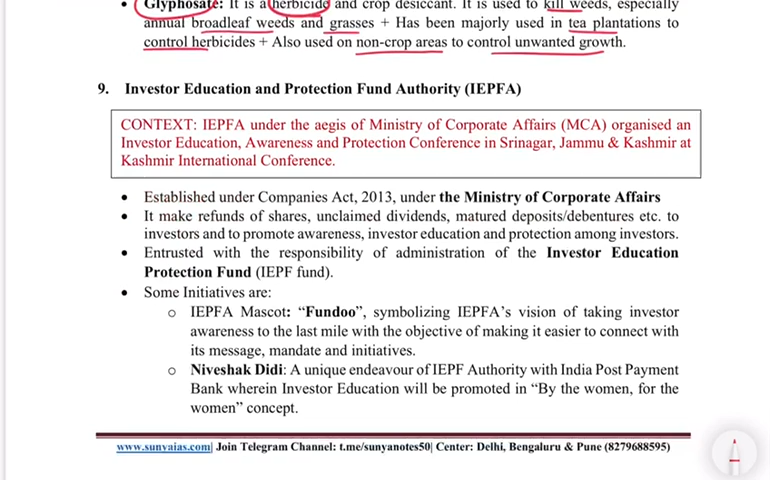 • Glyphosate: It is a herbicide and crop desiccant. It is used to kill weeds, especially
annual broadleaf weeds and grasses + Has been majorly used in tea plantations to
control herbicides + Also used on non-crop areas to control unwanted growth.
9. Investor Education and Protection Fund Authority (IEPFA)
CONTEXT: IEPFA under the aegis of Ministry of Corporate Affairs (MCA) organised an
Investor Education, Awareness and Protection Conference in Srinagar, Jammu & Kashmir at
Kashmir International Conference.
• Established under Companies Act, 2013, under the Ministry of Corporate Affairs
• It make refunds of shares, unclaimed dividends, matured deposits/debentures etc. to
investors and to promote awareness, investor education and protection among investors.
• Entrusted with the responsibility of administration of the Investor Education
Protection Fund (IEPF fund).
• Some Initiatives are:
o IEPFA Mascot: “Fundoo”, symbolizing IEPFA’s vision of taking investor
awareness to the last mile with the objective of making it easier to connect with
its message, mandate and initiatives.
o Niveshak Didi: A unique endeavour of IEPF Authority with India Post Payment
Bank wherein Investor Education will be promoted in “By the women, for the
women” concept.
www.sunyaias.com| Join Telegram Channel: t.me/sunyanotes50| Center: Delhi, Bengaluru & Pune (8279688595)